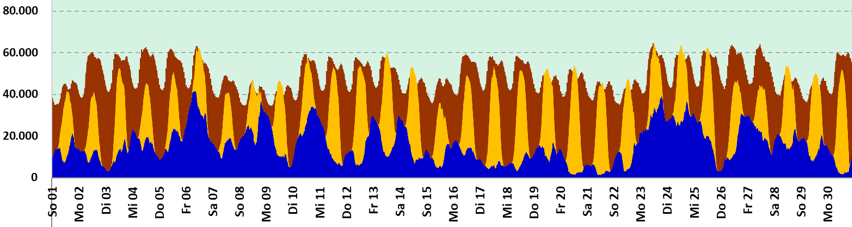 80.000
60.000
40.000
20.000
0
So 01
Mo 02
Di 03
Mi 04
Do 05
Fr 06
Sa 07
So 08
Mo 09
Di 10
Mi 11
Do 12
Fr 13
Sa 14
So 15
Mo 16
Di 17
Mi 18
Do 19
Fr 20
Sa 21
So 22
Mo 23
Di 24
Mi 25
Do 26
Fr 27
Sa 28
So 29
Mo 30